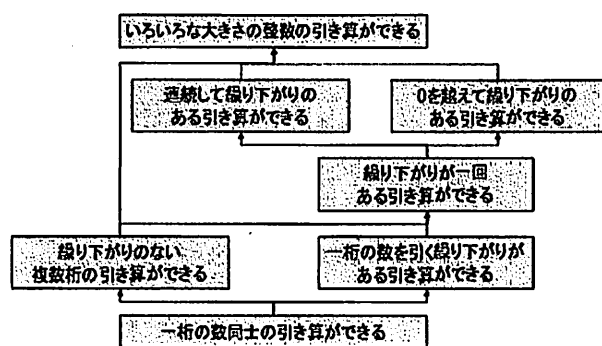 いろいろな大きさの整数の引き算ができる
連続して繰り下がりの
ある引き算ができる
0を越えて繰り下がりの
ある引き算ができる
繰り下がりが一回
ある引き算ができる
繰り下がりのない
複数桁の引き算ができる
一桁の数を引く繰り下がりが
ある引き算ができる
一桁の数同士の引き算ができる